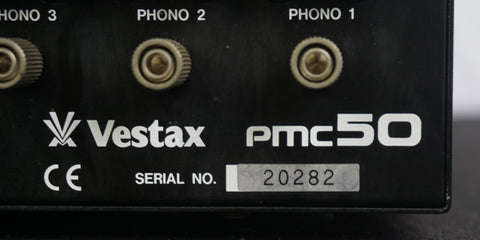 PHONO 3 PHONO 2 PHONO 1
Vestax pmc50
CE SERIAL NO. 20282